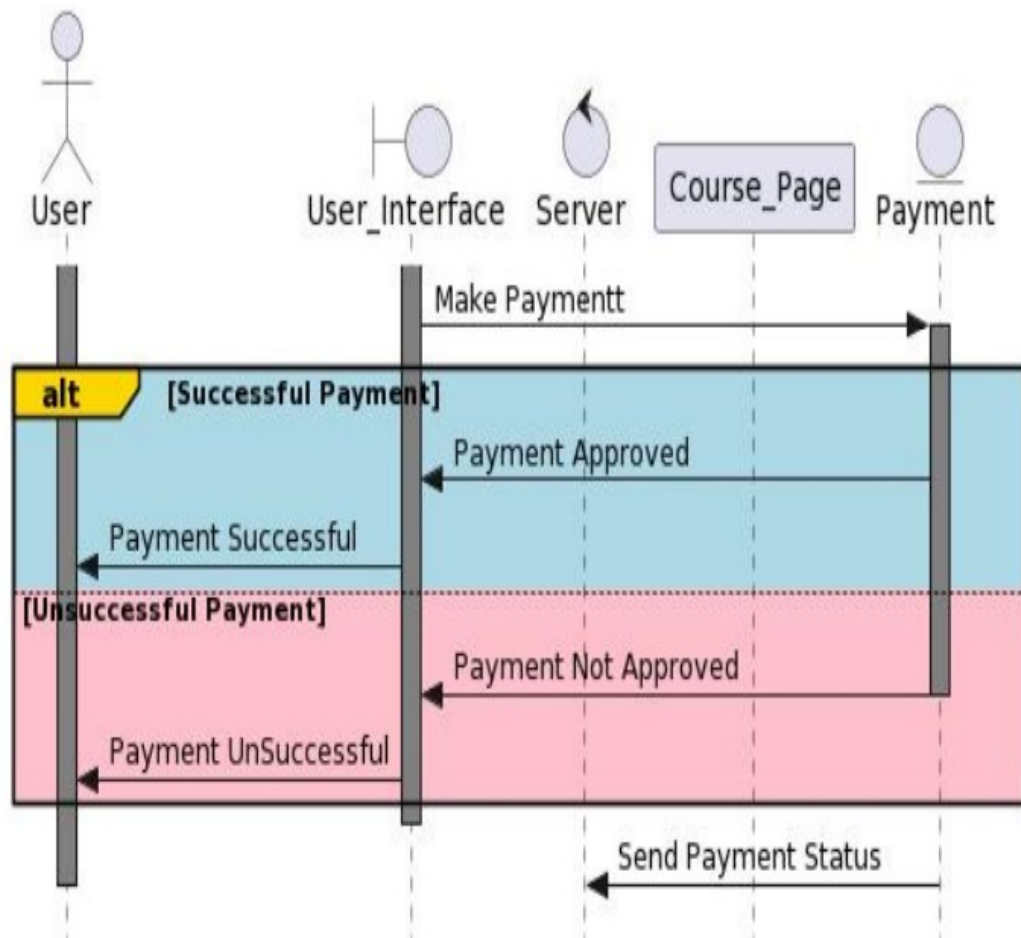 User
User_Interface
Server
Course_Page
Payment
Make Paymentt
alt
[Successful Payment]
Payment Approved
Payment Successful
[Unsuccessful Payment]
Payment Not Approved
Payment UnSuccessful
Send Payment Status